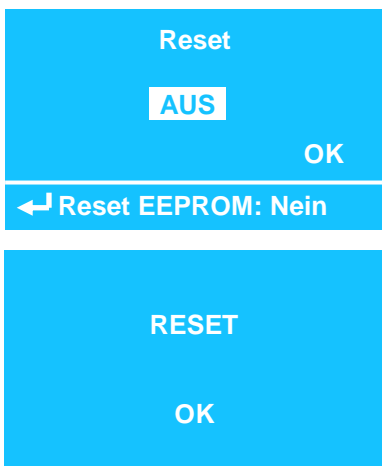 Reset
AUS
OK
Reset EEPROM: Nein
RESET
OK